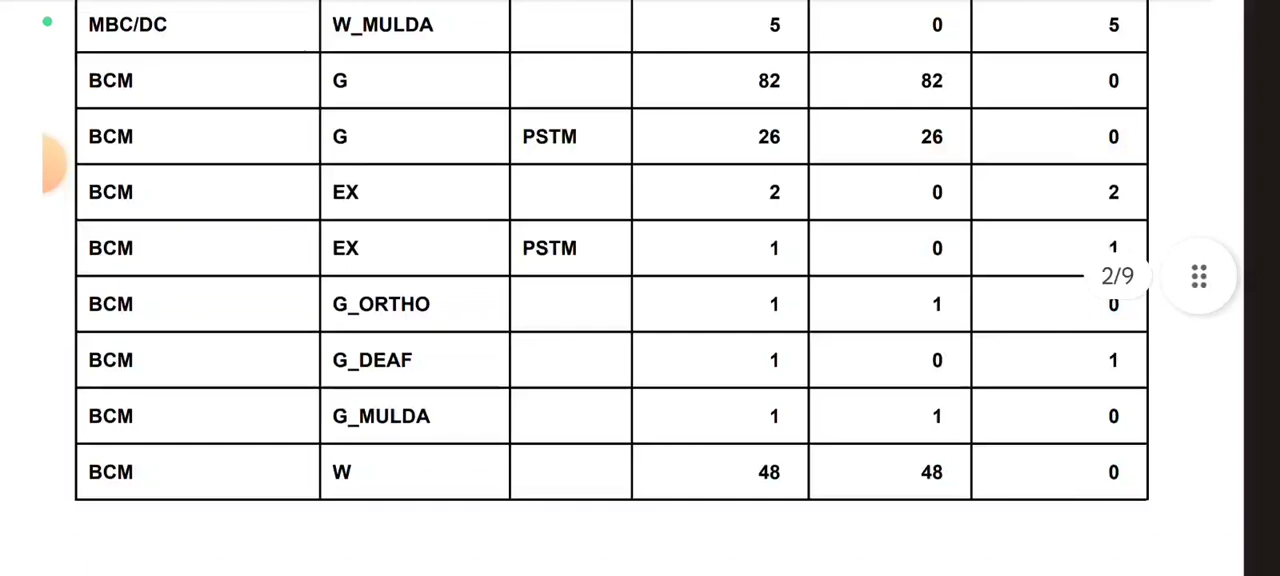 MBC/DC W_MULDA 5 0 5
BCM G 82 82 0
BCM G PSTM 26 26 0
BCM EX 2 0 2
BCM EX PSTM 1 0 1
2/9
BCM G_ORTHO 1 1 0
BCM G_DEAF 1 0 1
BCM G_MULDA 1 1 0
BCM W 48 48 0